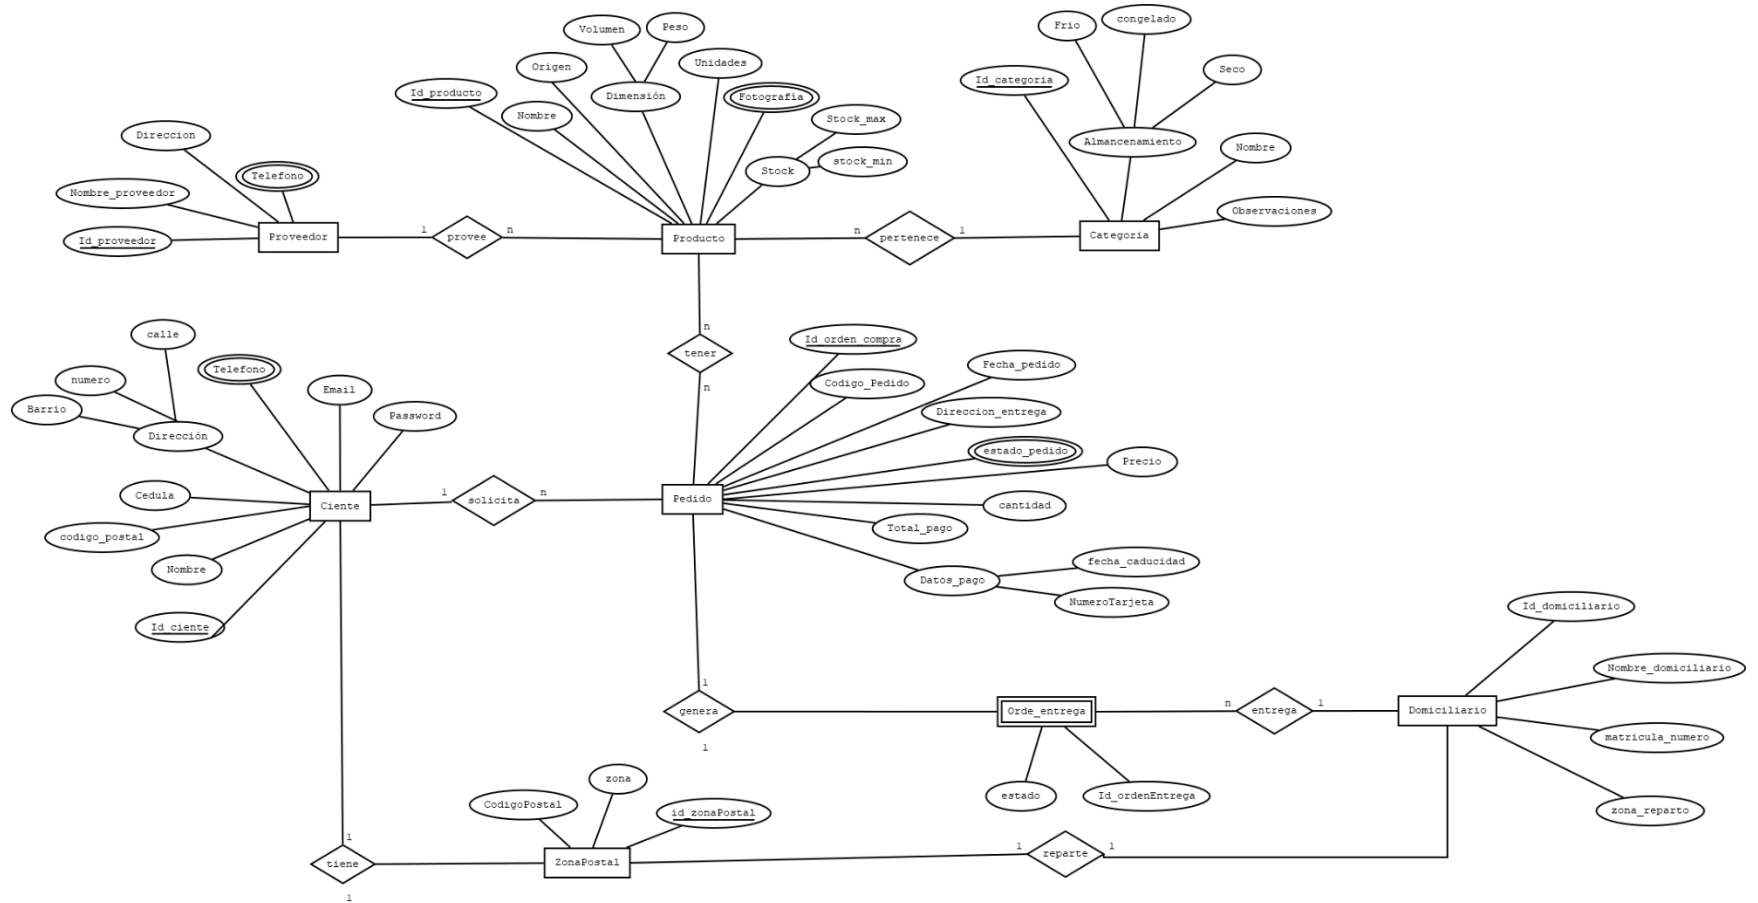 Volumen
Peso
Frio
congelado
Origen
Unidades
Seco
Id_producto
Dimensión
Fotografía
Id_categoria
Nombre
Stock_max
Direccion
Almancenamiento
Nombre
stock_min
Telefono
Stock
Nombre_proveedor
Observaciones
Id_proveedor
Proveedor
1
provee
n
Producto
n
pertenece
1
Categoria
n
tener
n
calle
Id_orden_compra
Telefono
Fecha_pedido
numero
Email
Codigo_Pedido
Barrio
Password
Direccion_entrega
Dirección
estado_pedido
Precio
Cedula
1
solicita
n
Pedido
Ciente
cantidad
codigo_postal
Total_pago
Nombre
fecha_caducidad
Datos_pago
NumeroTarjeta
Id_ciente
Id_domiciliario
Nombre_domiciliario
1
genera
1
Orde_entrega
n
entrega
1
Domiciliario
matricula_numero
zona
CodigoPostal
id_zonaPostal
estado
Id_ordenEntrega
zona_reparto
1
tiene
1
ZonaPostal
1
reparte
1